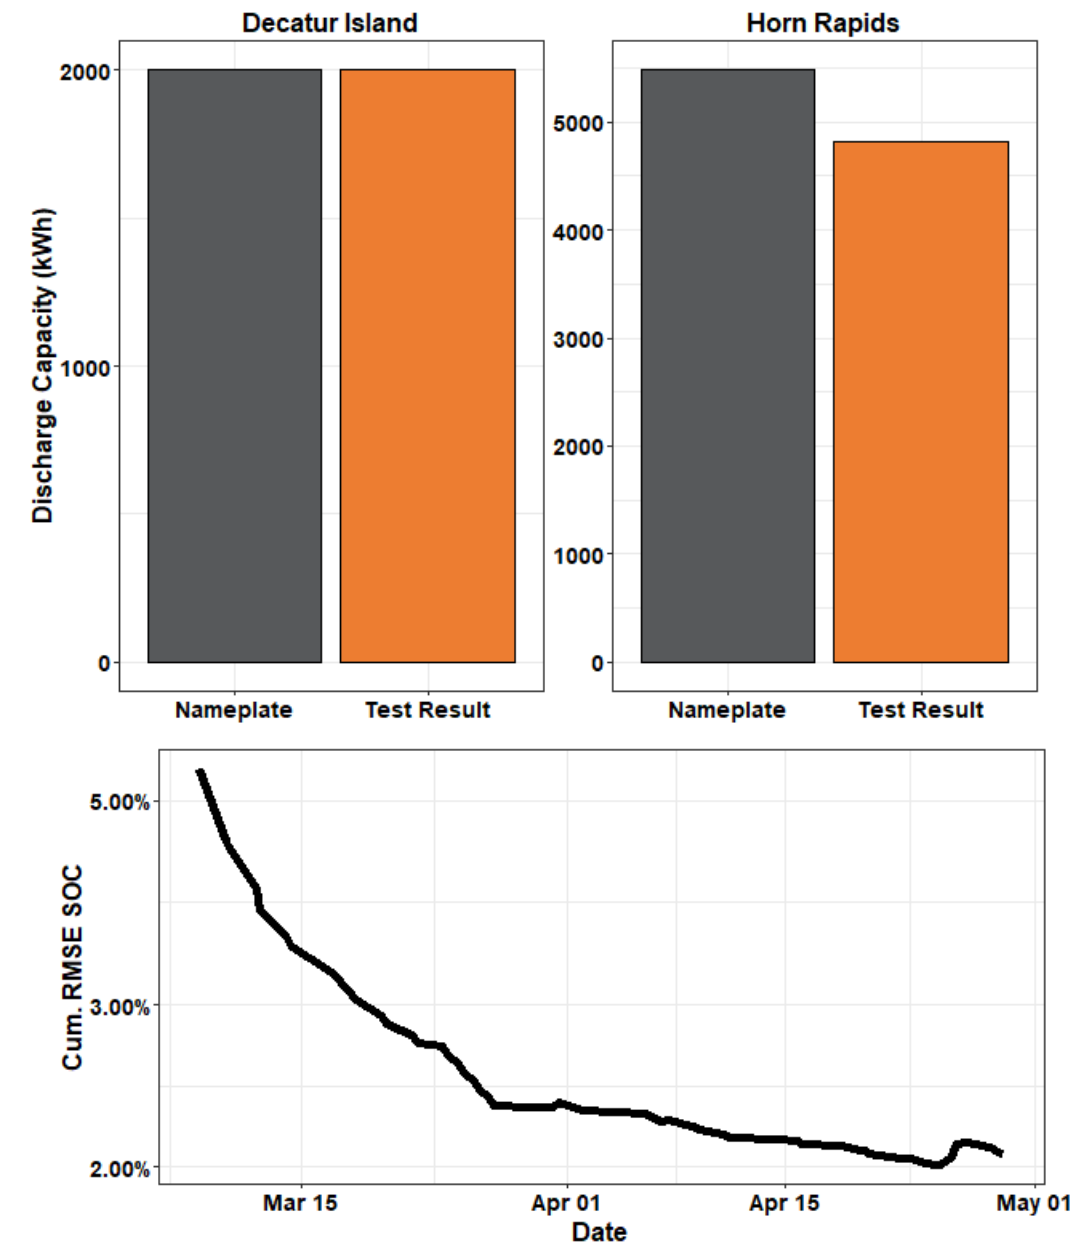 Decatur Island
Horn Rapids
Discharge Capacity (kWh)
2000
1000
0
Nameplate
Test Result
5000
4000
3000
2000
1000
0
Nameplate
Test Result
Cum. RMSE SOC
5.00%
3.00%
2.00%
Mar 15
Apr 01
Apr 15
May 01
Date